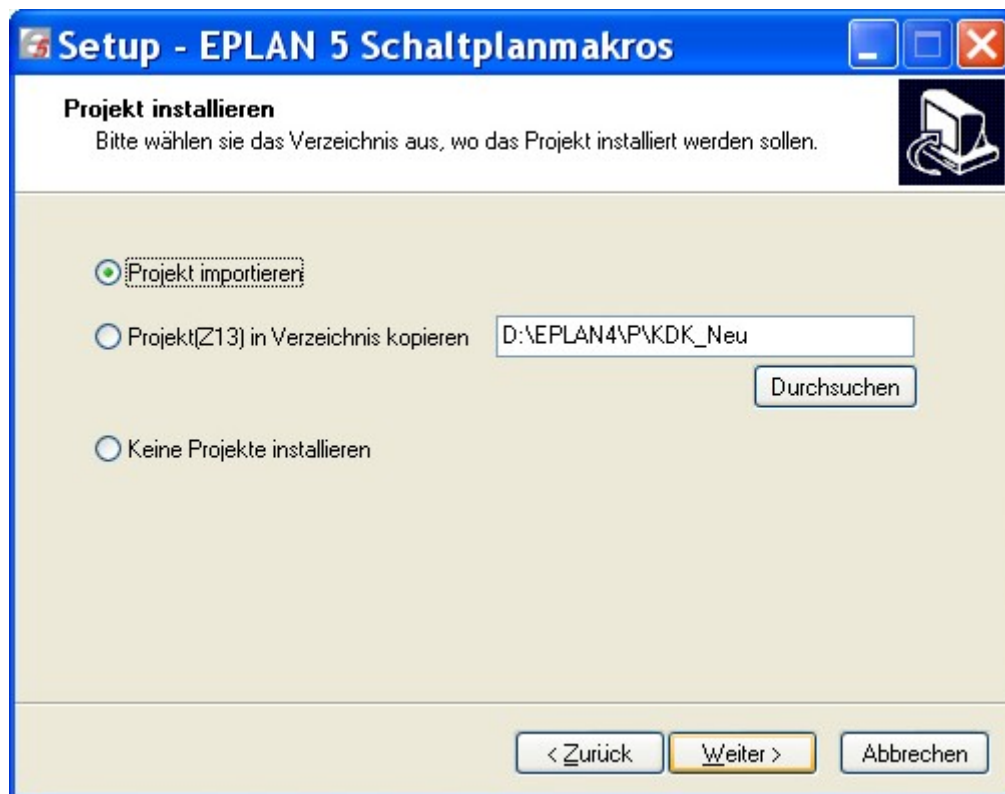 Setup - EPLAN 5 Schaltplanmakros
Projekt installieren
Bitte wählen sie das Verzeichnis aus, wo das Projekt installiert werden sollen.
Projekt importieren
Projekt(Z13) in Verzeichnis kopieren D:\EPLAN4\P\KDK_Neu
Durchsuchen
Keine Projekte installieren
< Zurück Weiter > Abbrechen